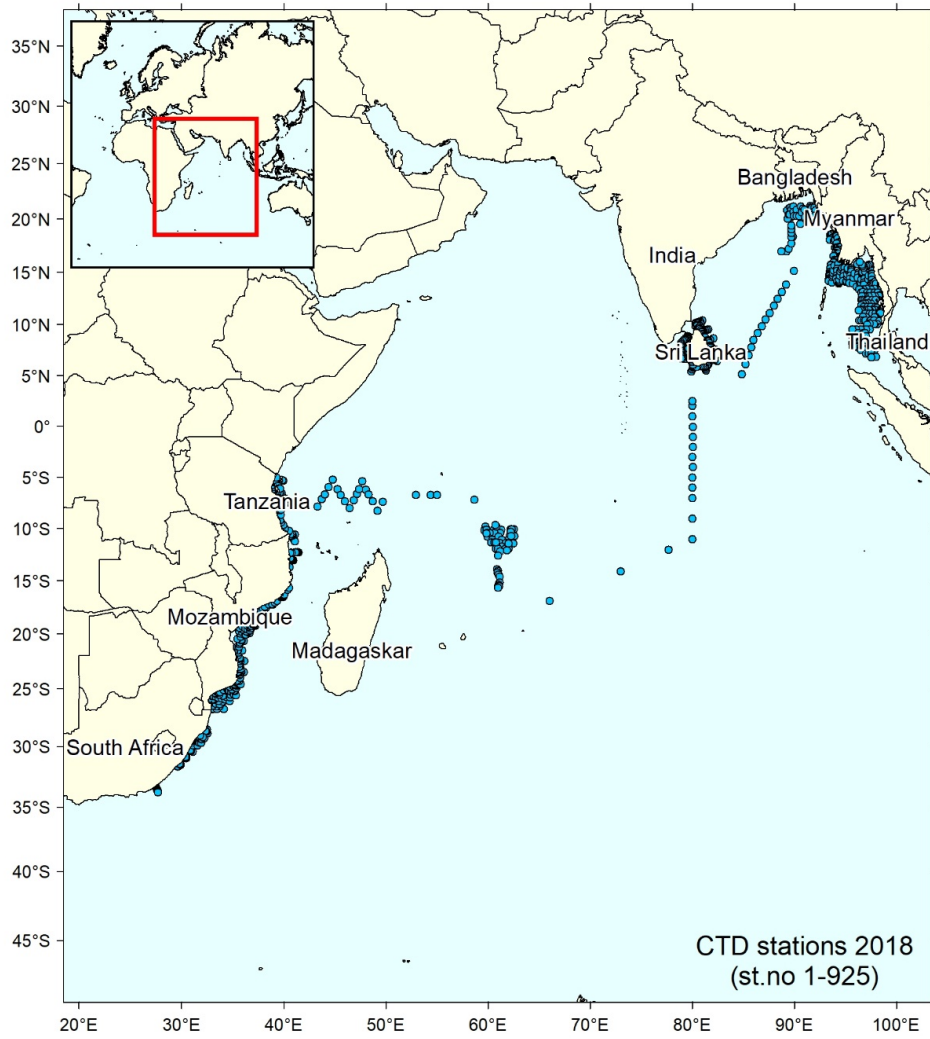 35°N
30°N
25°N
20°N
15°N
10°N
5°N
0°
5°S
10°S
15°S
20°S
25°S
30°S
35°S
40°S
45°S
Bangladesh
Myanmar
India
Thailand
Sri Lanka
Tanzania
Mozambique
Madagaskar
South Africa
CTD stations 2018
(st.no 1-925)
20°E 30°E 40°E 50°E 60°E 70°E 80°E 90°E 100°E